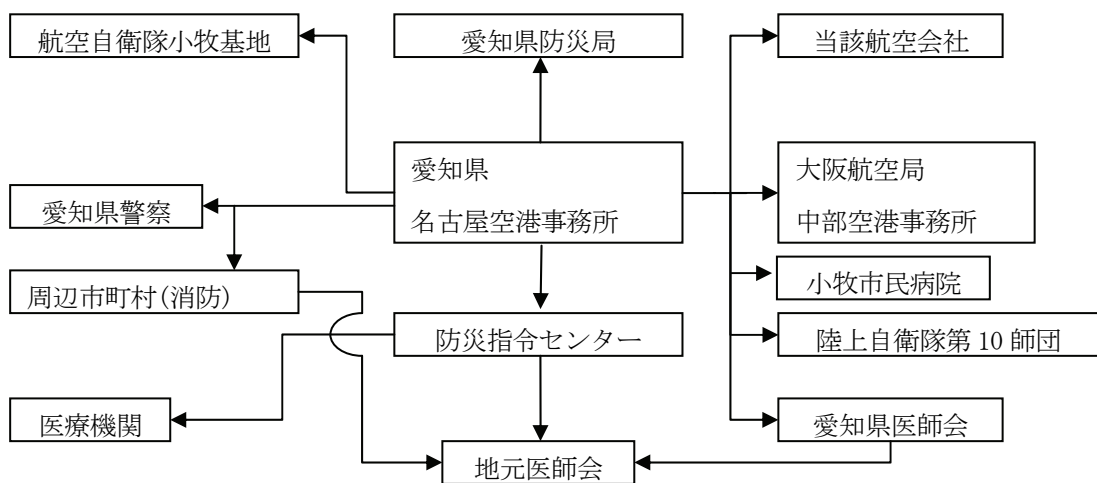 航空自衛隊小牧基地
愛知県防災局
当該航空会社
愛知県
名古屋空港事務所
大阪航空局
中部空港事務所
愛知県警察
周辺市町村(消防)
小牧市民病院
防災指令センター
陸上自衛隊第10師団
医療機関
愛知県医師会
地元医師会